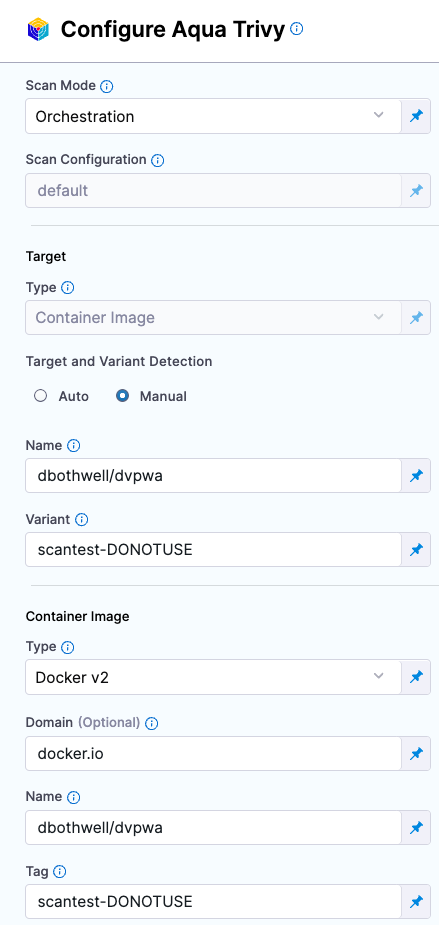 Configure Aqua Trivy
Scan Mode
Orchestration
Scan Configuration
default
Target
Type
Container Image
Target and Variant Detection
Auto Manual
Name
dbothwell/dvpwa
Variant
scantest-DONOTUSE
Container Image
Type
Docker v2
Domain (Optional)
docker.io
Name
dbothwell/dvpwa
Tag
scantest-DONOTUSE